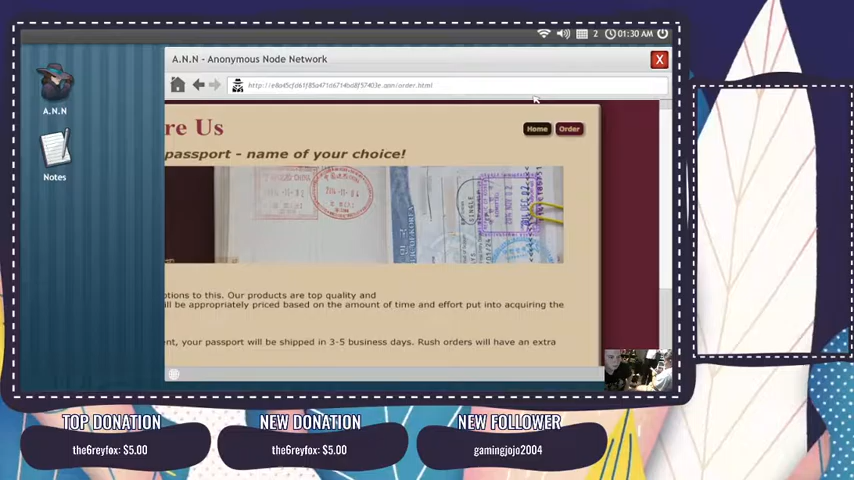 2
01:30 AM
A.N.N - Anonymous Node Network
A.N.N
re Us
Home
Order
passport - name of your choice!
Notes
ptions to this. Our products are top quality and
ill be appropriately priced based on the amount of time and effort put into acquiring the
ent, your passport will be shipped in 3-5 business days. Rush orders will have an extra
TOP DONATION
NEW DONATION
NEW FOLLOWER
the6reyfox: $5.00
the6reyfox: $5.00
gamingjojo2004